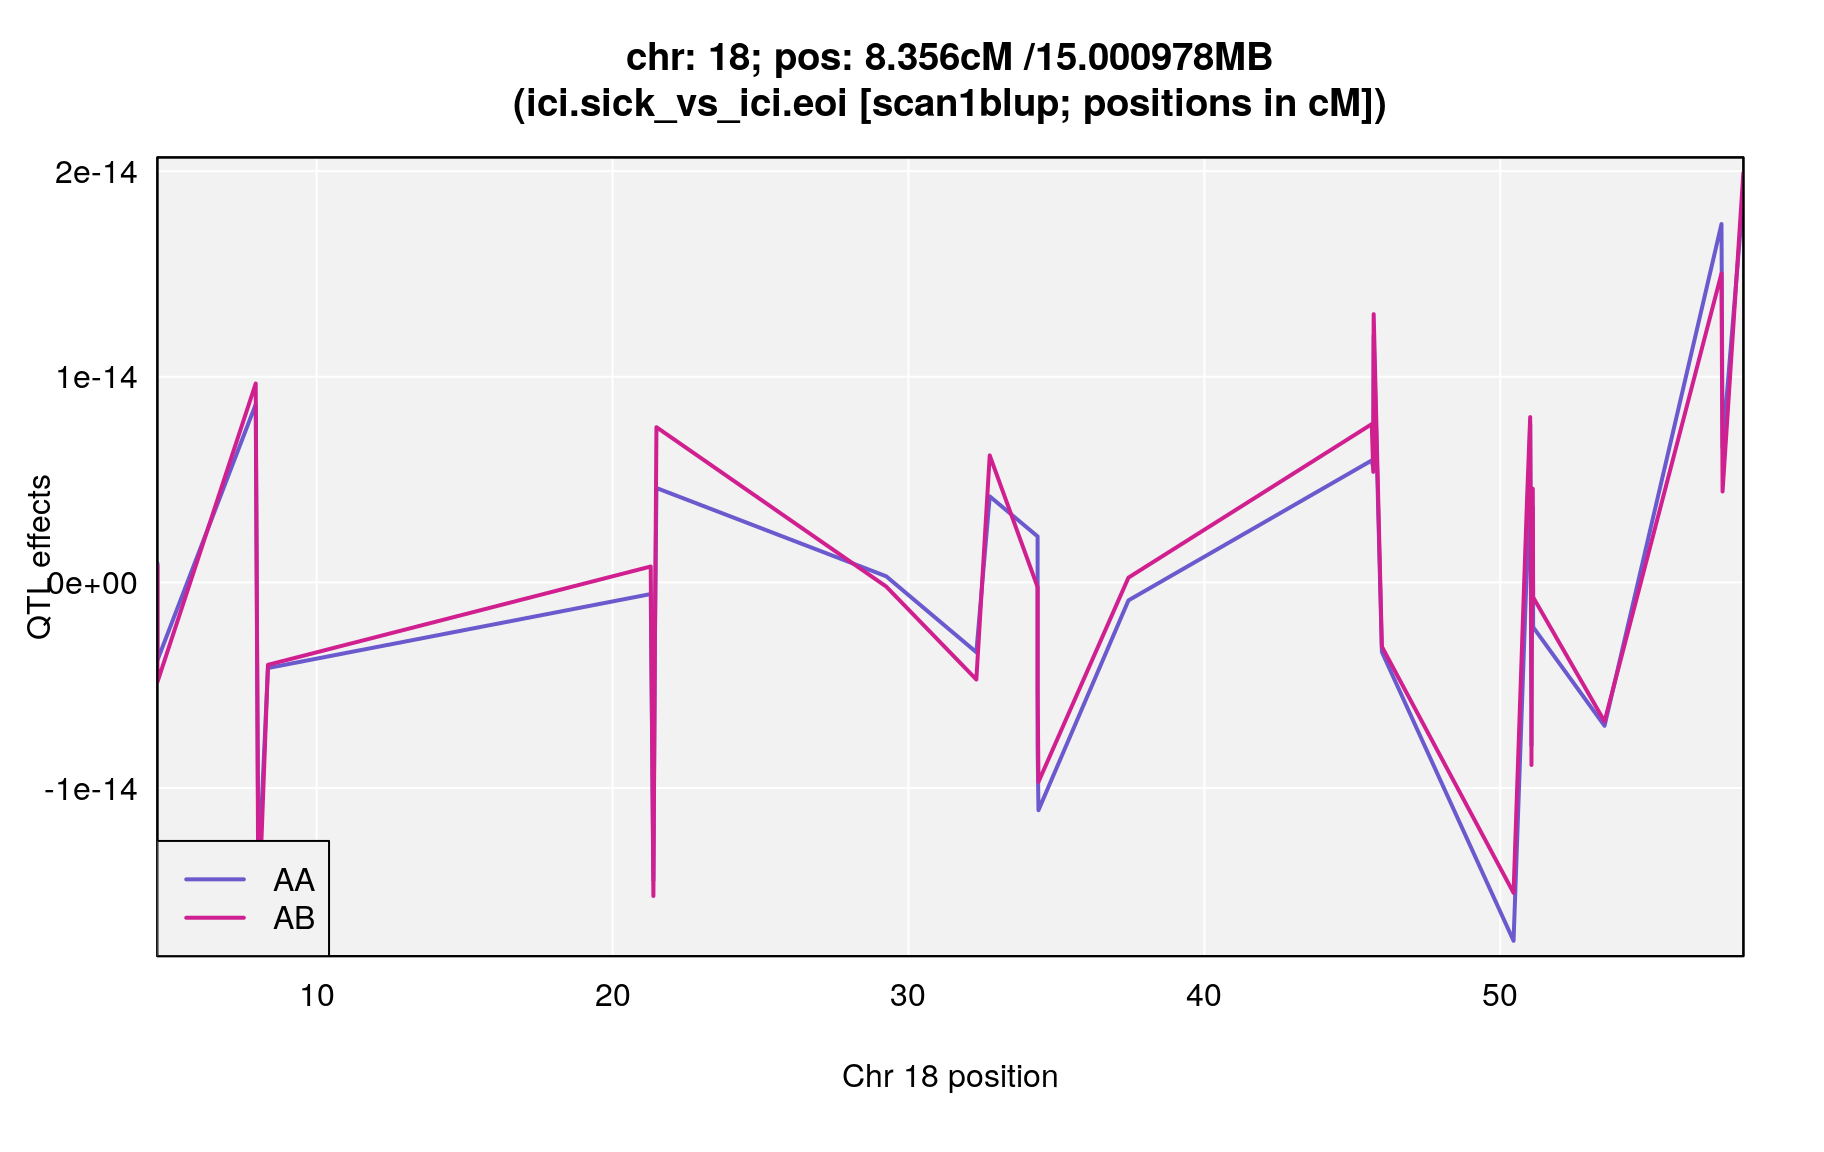 chr: 18; pos: 8.356cM /15.000978MB
(ici.sick_vs_ici.eoi [scan1blup; positions in cM])
2e-14
1e-14
0e+00
-1e-14
QTL effects
AA
AB
10 20 30 40 50
Chr 18 position